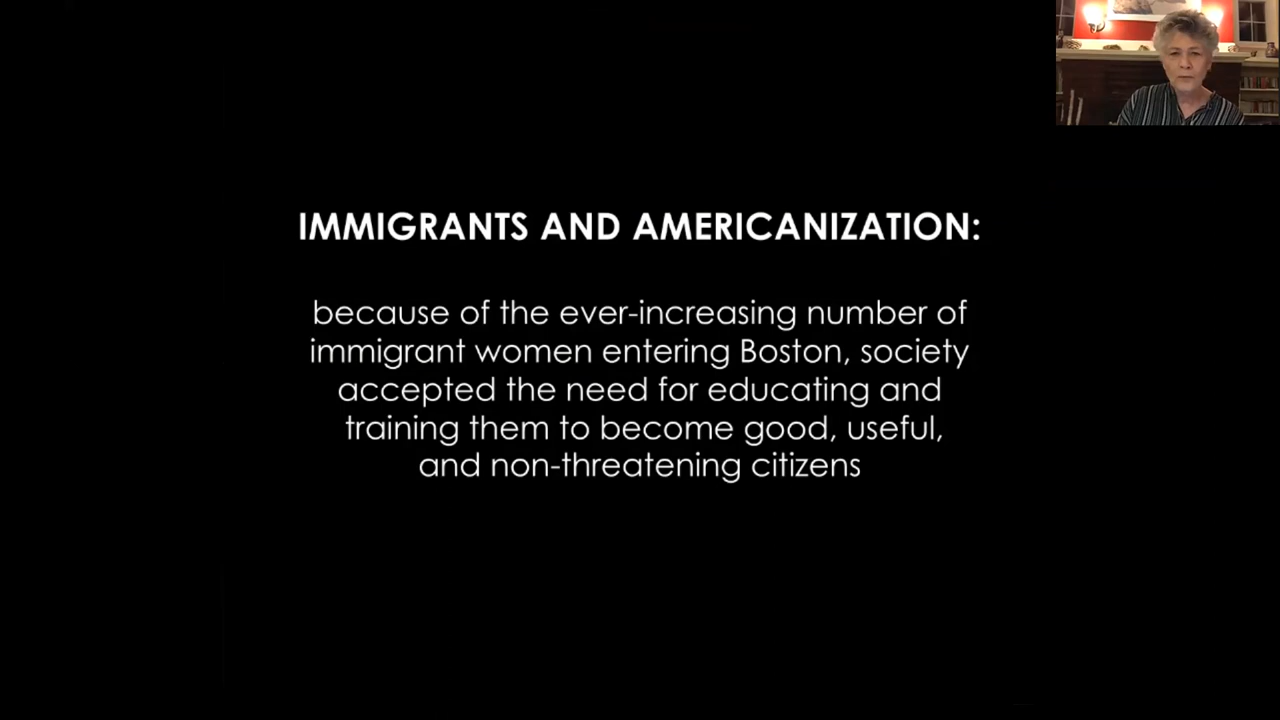 IMMIGRANTS AND AMERICANIZATION:
because of the ever-increasing number of
immigrant women entering Boston, society
accepted the need for educating and
training them to become good, useful,
and non-threatening citizens